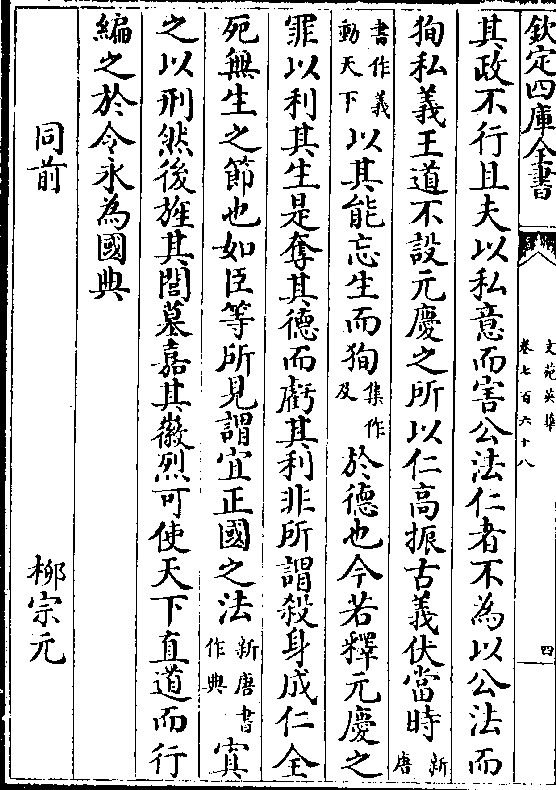 欽定四庫全書
文苑英華
卷七百六十八
四
其政不行且夫以私意而害公法仁者不為以公法而
狥私義王道不設元慶之所以仁髙振古義伏當時新唐
書作義動天下以其能忘生而狥集作及於德也今若釋元慶之
罪以利其生是奪其德而虧其利非所謂殺身成仁全
死無生之節也如臣等所見謂宜正國之法新唐書作典寘
之以刑然後旌其閭墓嘉其徽烈可使天下直道而行
編之於令永為國典
同前 栁宗元